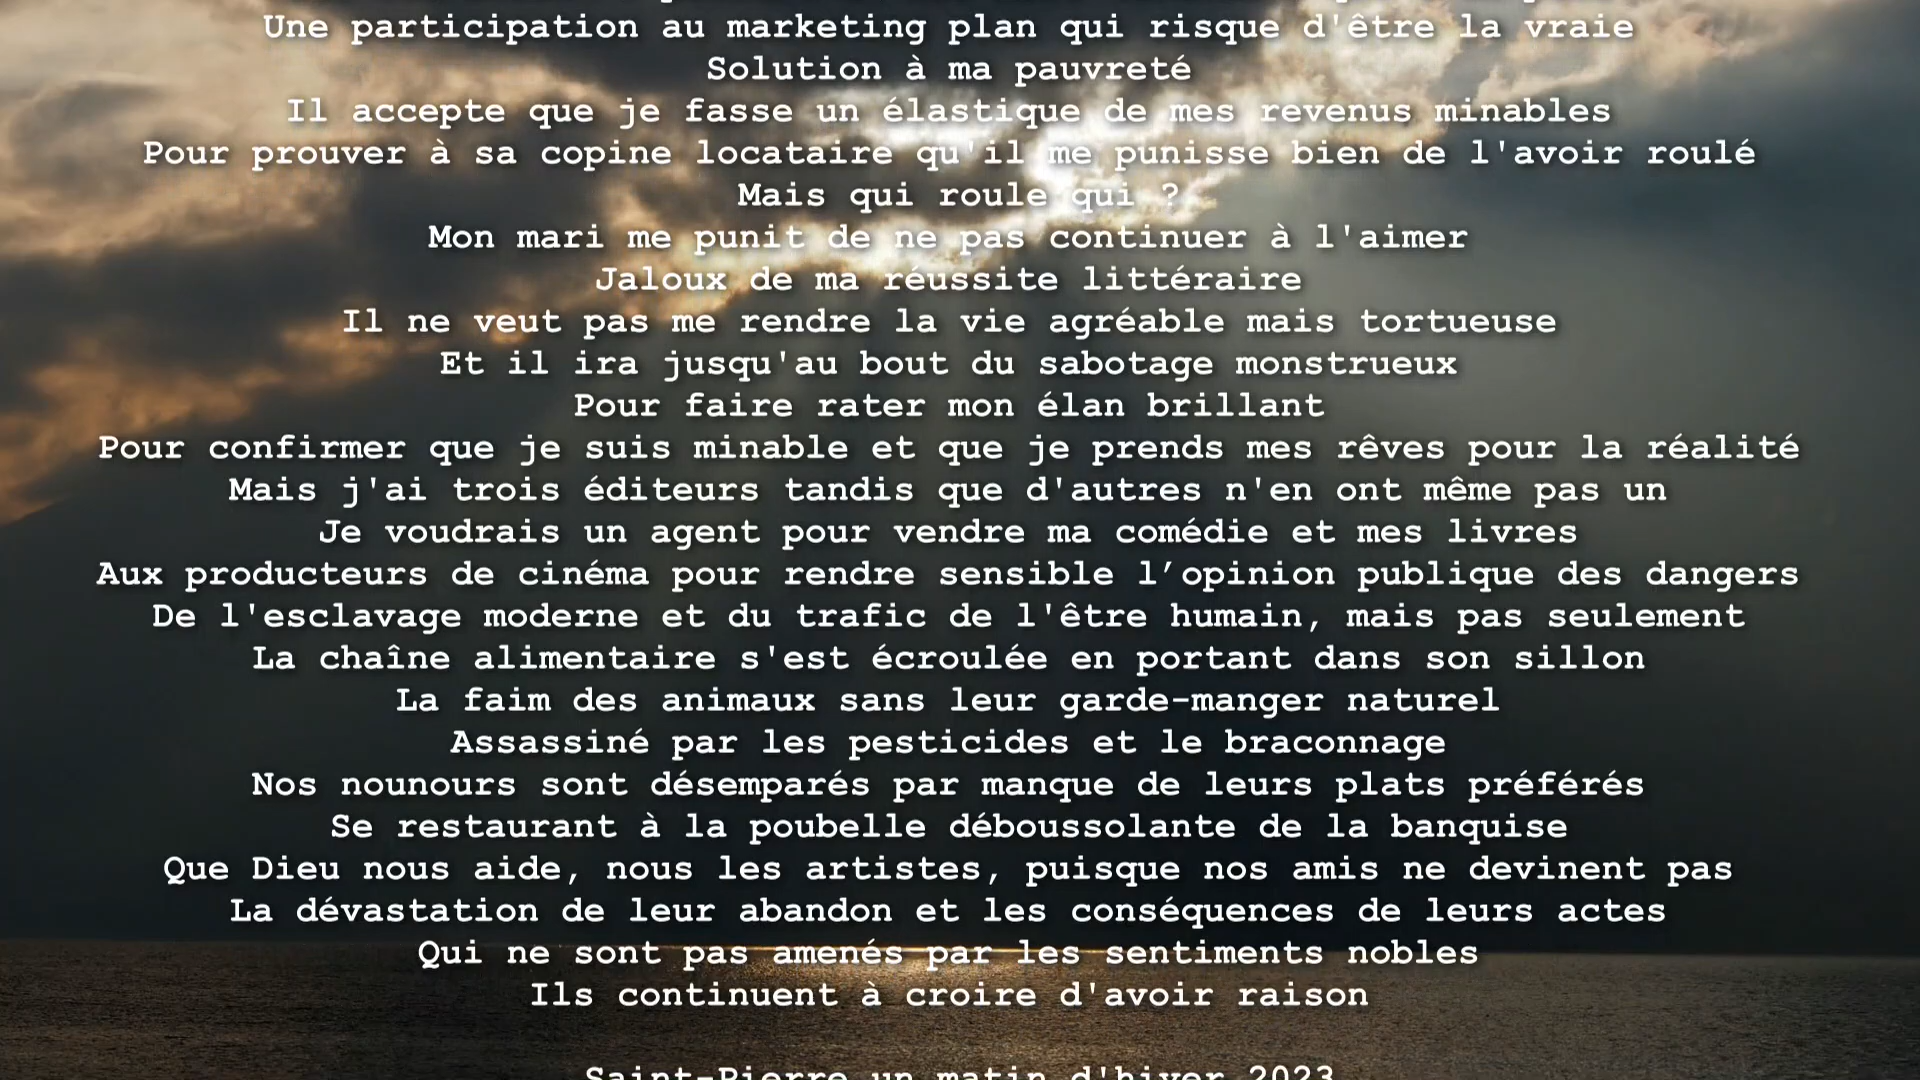 Une participation au marketing plan qui risque d'être la vraie
Solution à ma pauvreté
Il accepte que je fasse un élastique de mes revenus minables
Pour prouver à sa copine locataire qu'il me punisse bien de l'avoir roulé
Mais qui roule qui ?
Mon mari me punit de ne pas continuer à l'aimer
Jaloux de ma réussite littéraire
Il ne veut pas me rendre la vie agréable mais tortueuse
Et il ira jusqu'au bout du sabotage monstrueux
Pour faire rater mon élan brillant
Pour confirmer que je suis minable et que je prends mes rêves pour la réalité
Mais j'ai trois éditeurs tandis que d'autres n'en ont même pas un
Je voudrais un agent pour vendre ma comédie et mes livres
Aux producteurs de cinéma pour rendre sensible l’opinion publique des dangers
De l'esclavage moderne et du trafic de l'être humain, mais pas seulement
La chaîne alimentaire s'est écroulée en portant dans son sillon
La faim des animaux sans leur garde-manger naturel
Assassiné par les pesticides et le braconnage
Nos nounours sont désemparés par manque de leurs plats préférés
Se restaurant à la poubelle déboussolante de la banquise
Que Dieu nous aide, nous les artistes, puisque nos amis ne devinent pas
La dévastation de leur abandon et les conséquences de leurs actes
Qui ne sont pas amenés par les sentiments nobles
Ils continuent à croire d'avoir raison
Saint-Pierre un matin d'hiver 2023